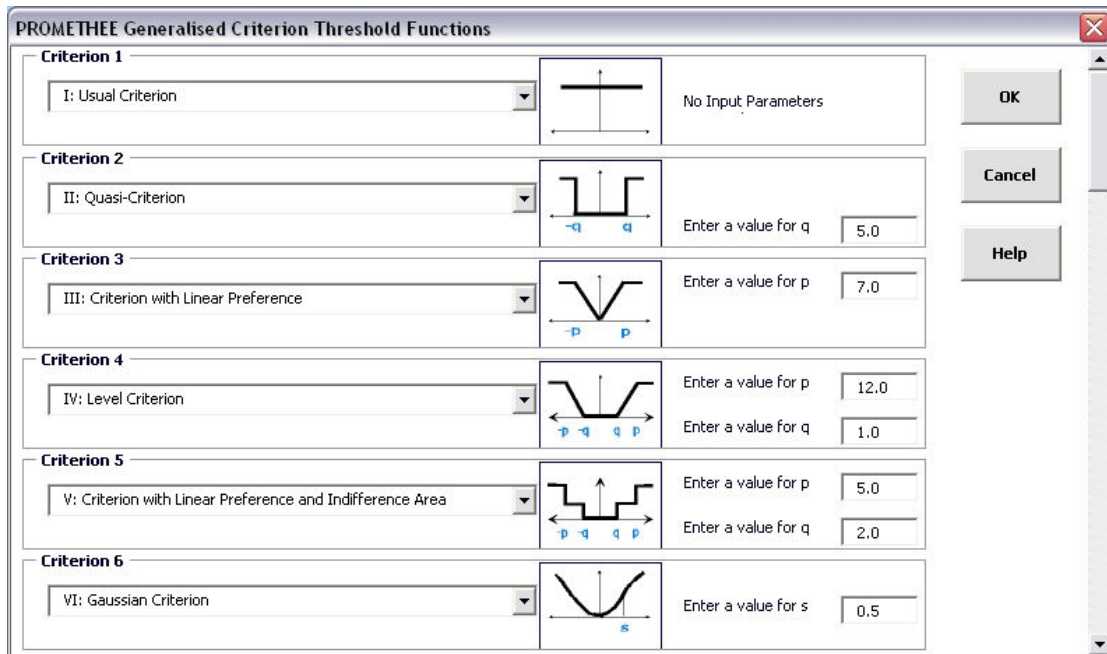 PROMETHEE Generalised Criterion Threshold Functions
Criterion 1
I: Usual Criterion
No Input Parameters
OK
Criterion 2
II: Quasi-Criterion
-q q
Enter a value for q 5.0
Cancel
Criterion 3
III: Criterion with Linear Preference
-p p
Enter a value for p 7.0
Help
Criterion 4
IV: Level Criterion
-p -q q p
Enter a value for p 12.0
Enter a value for q 1.0
Criterion 5
V: Criterion with Linear Preference and Indifference Area
-p -q q p
Enter a value for p 5.0
Enter a value for q 2.0
Criterion 6
VI: Gaussian Criterion
s
Enter a value for s 0.5